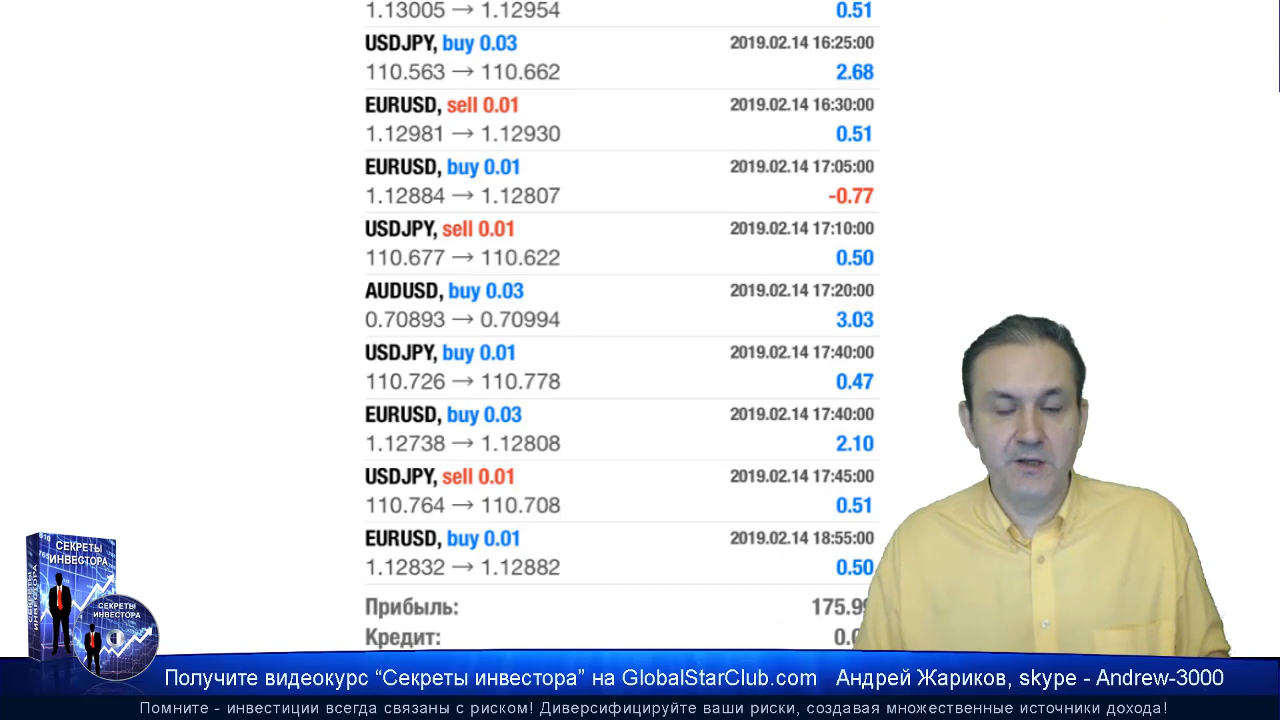 1.13005 → 1.12954 0.51
USDJPY, buy 0.03 2019.02.14 16:25:00
110.563 → 110.662 2.68
EURUSD, sell 0.01 2019.02.14 16:30:00
1.12981 → 1.12930 0.51
EURUSD, buy 0.01 2019.02.14 17:05:00
1.12884 → 1.12807 -0.77
USDJPY, sell 0.01 2019.02.14 17:10:00
110.677 → 110.622 0.50
AUDUSD, buy 0.03 2019.02.14 17:20:00
0.70893 → 0.70994 3.03
USDJPY, buy 0.01 2019.02.14 17:40:00
110.726 → 110.778 0.47
EURUSD, buy 0.03 2019.02.14 17:40:00
1.12738 → 1.12808 2.10
USDJPY, sell 0.01 2019.02.14 17:45:00
110.764 → 110.708 0.51
EURUSD, buy 0.01 2019.02.14 18:55:00
1.12832 → 1.12882 0.50
Прибыль: 175.99
Кредит:
СЕКРЕТЫ
ИНВЕСТОРА
СЕКРЕТЫ
ИНВЕСТОРА
Получите видеокурс “Секреты инвестора” на GlobalStarClub.com Андрей Жариков, skype - Andrew-3000
Помните - инвестиции всегда связаны с риском! Диверсифицируйте ваши риски, создавая множественные источники дохода!